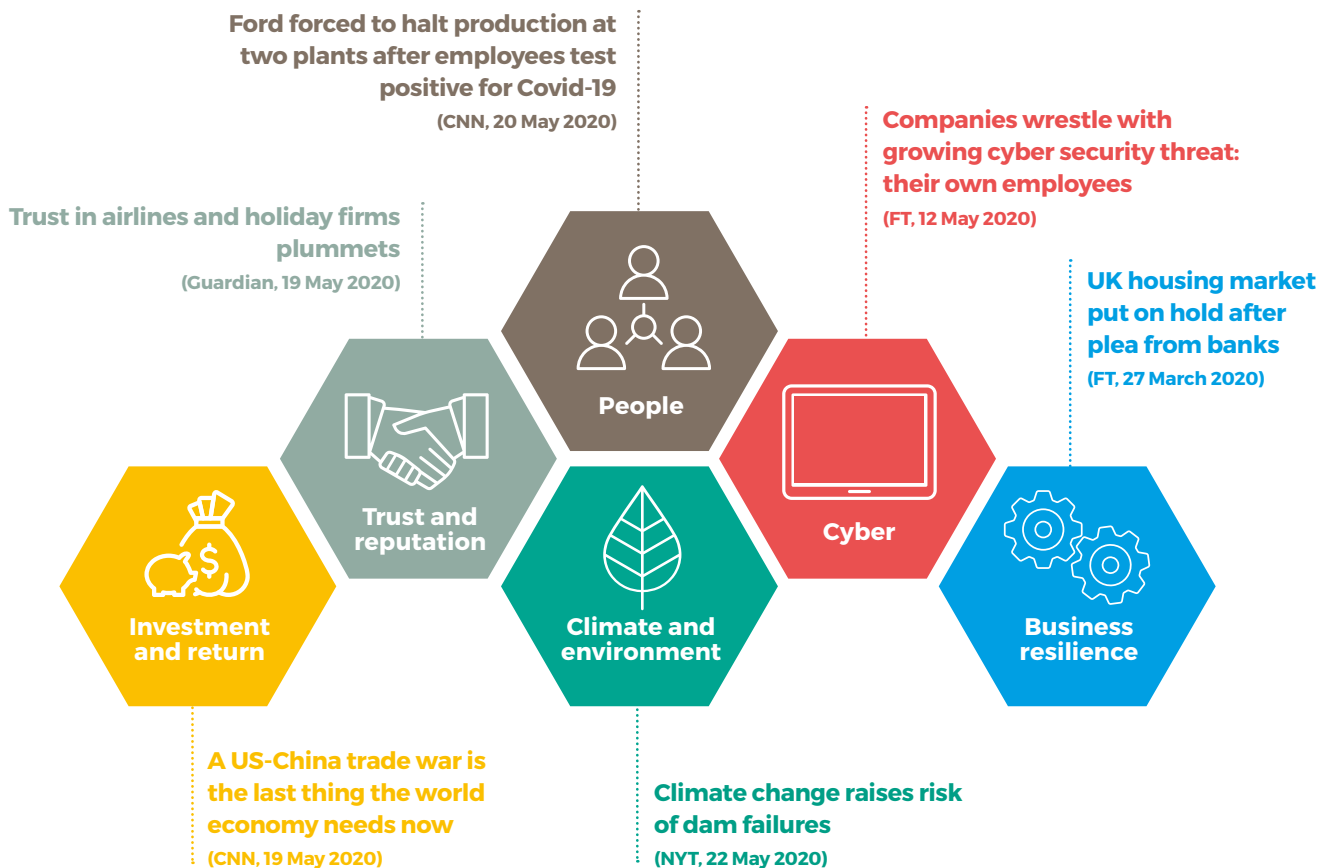 Ford forced to halt production at
two plants after employees test
positive for Covid-19
(CNN, 20 May 2020)
Companies wrestle with
growing cyber security threat:
their own employees
(FT, 12 May 2020)
Trust in airlines and holiday firms
plummets
(Guardian, 19 May 2020)
UK housing market
put on hold after
plea from banks
(FT, 27 March 2020)
People
Trust and
reputation
Cyber
$
Investment
and return
Climate and
environment
Business
resilience
A US-China trade war is
the last thing the world
economy needs now
(CNN, 19 May 2020)
Climate change raises risk
of dam failures
(NYT, 22 May 2020)